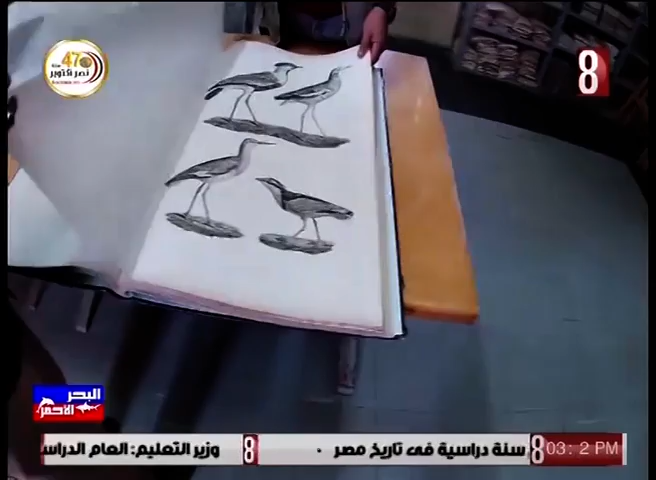 47 سنة
نصر أكتوبر
8
البحر
الأحمر
سنة دراسية فى تاريخ مصر • 8 وزير التعليم: العام الدراس
8 03: 2 PM